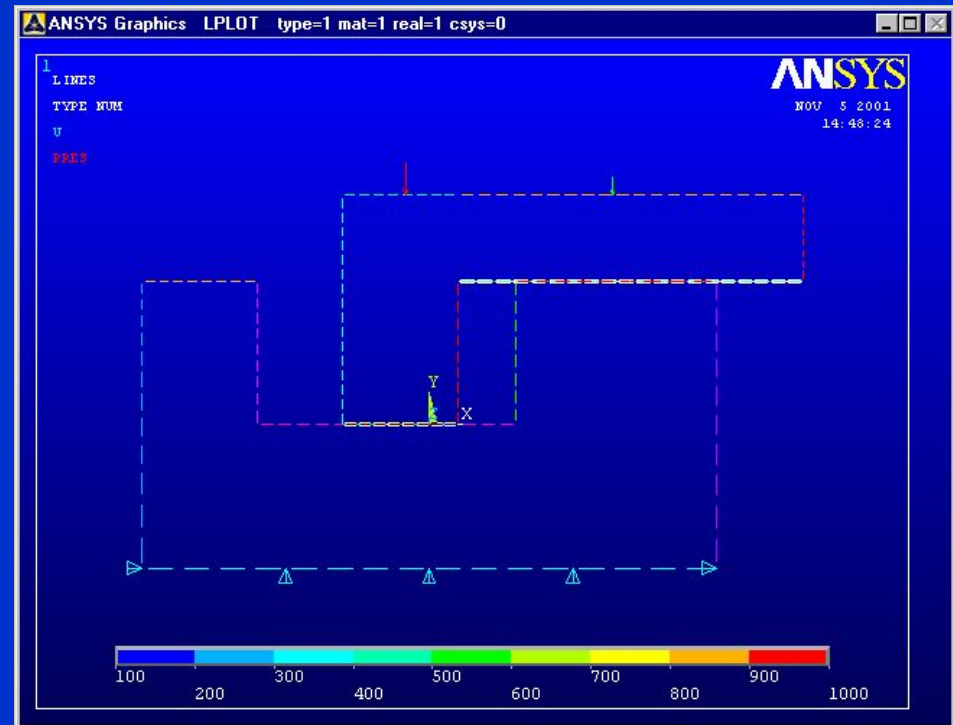 ANSYS Graphics LPLOT type=1 mat=1 real=1 csys=0
1
LINES
TYPE NUM
U
PRES
ANSYS
NOV 5 2001
14:48:24
Y
X
100
200
300
400
500
600
700
800
900
1000